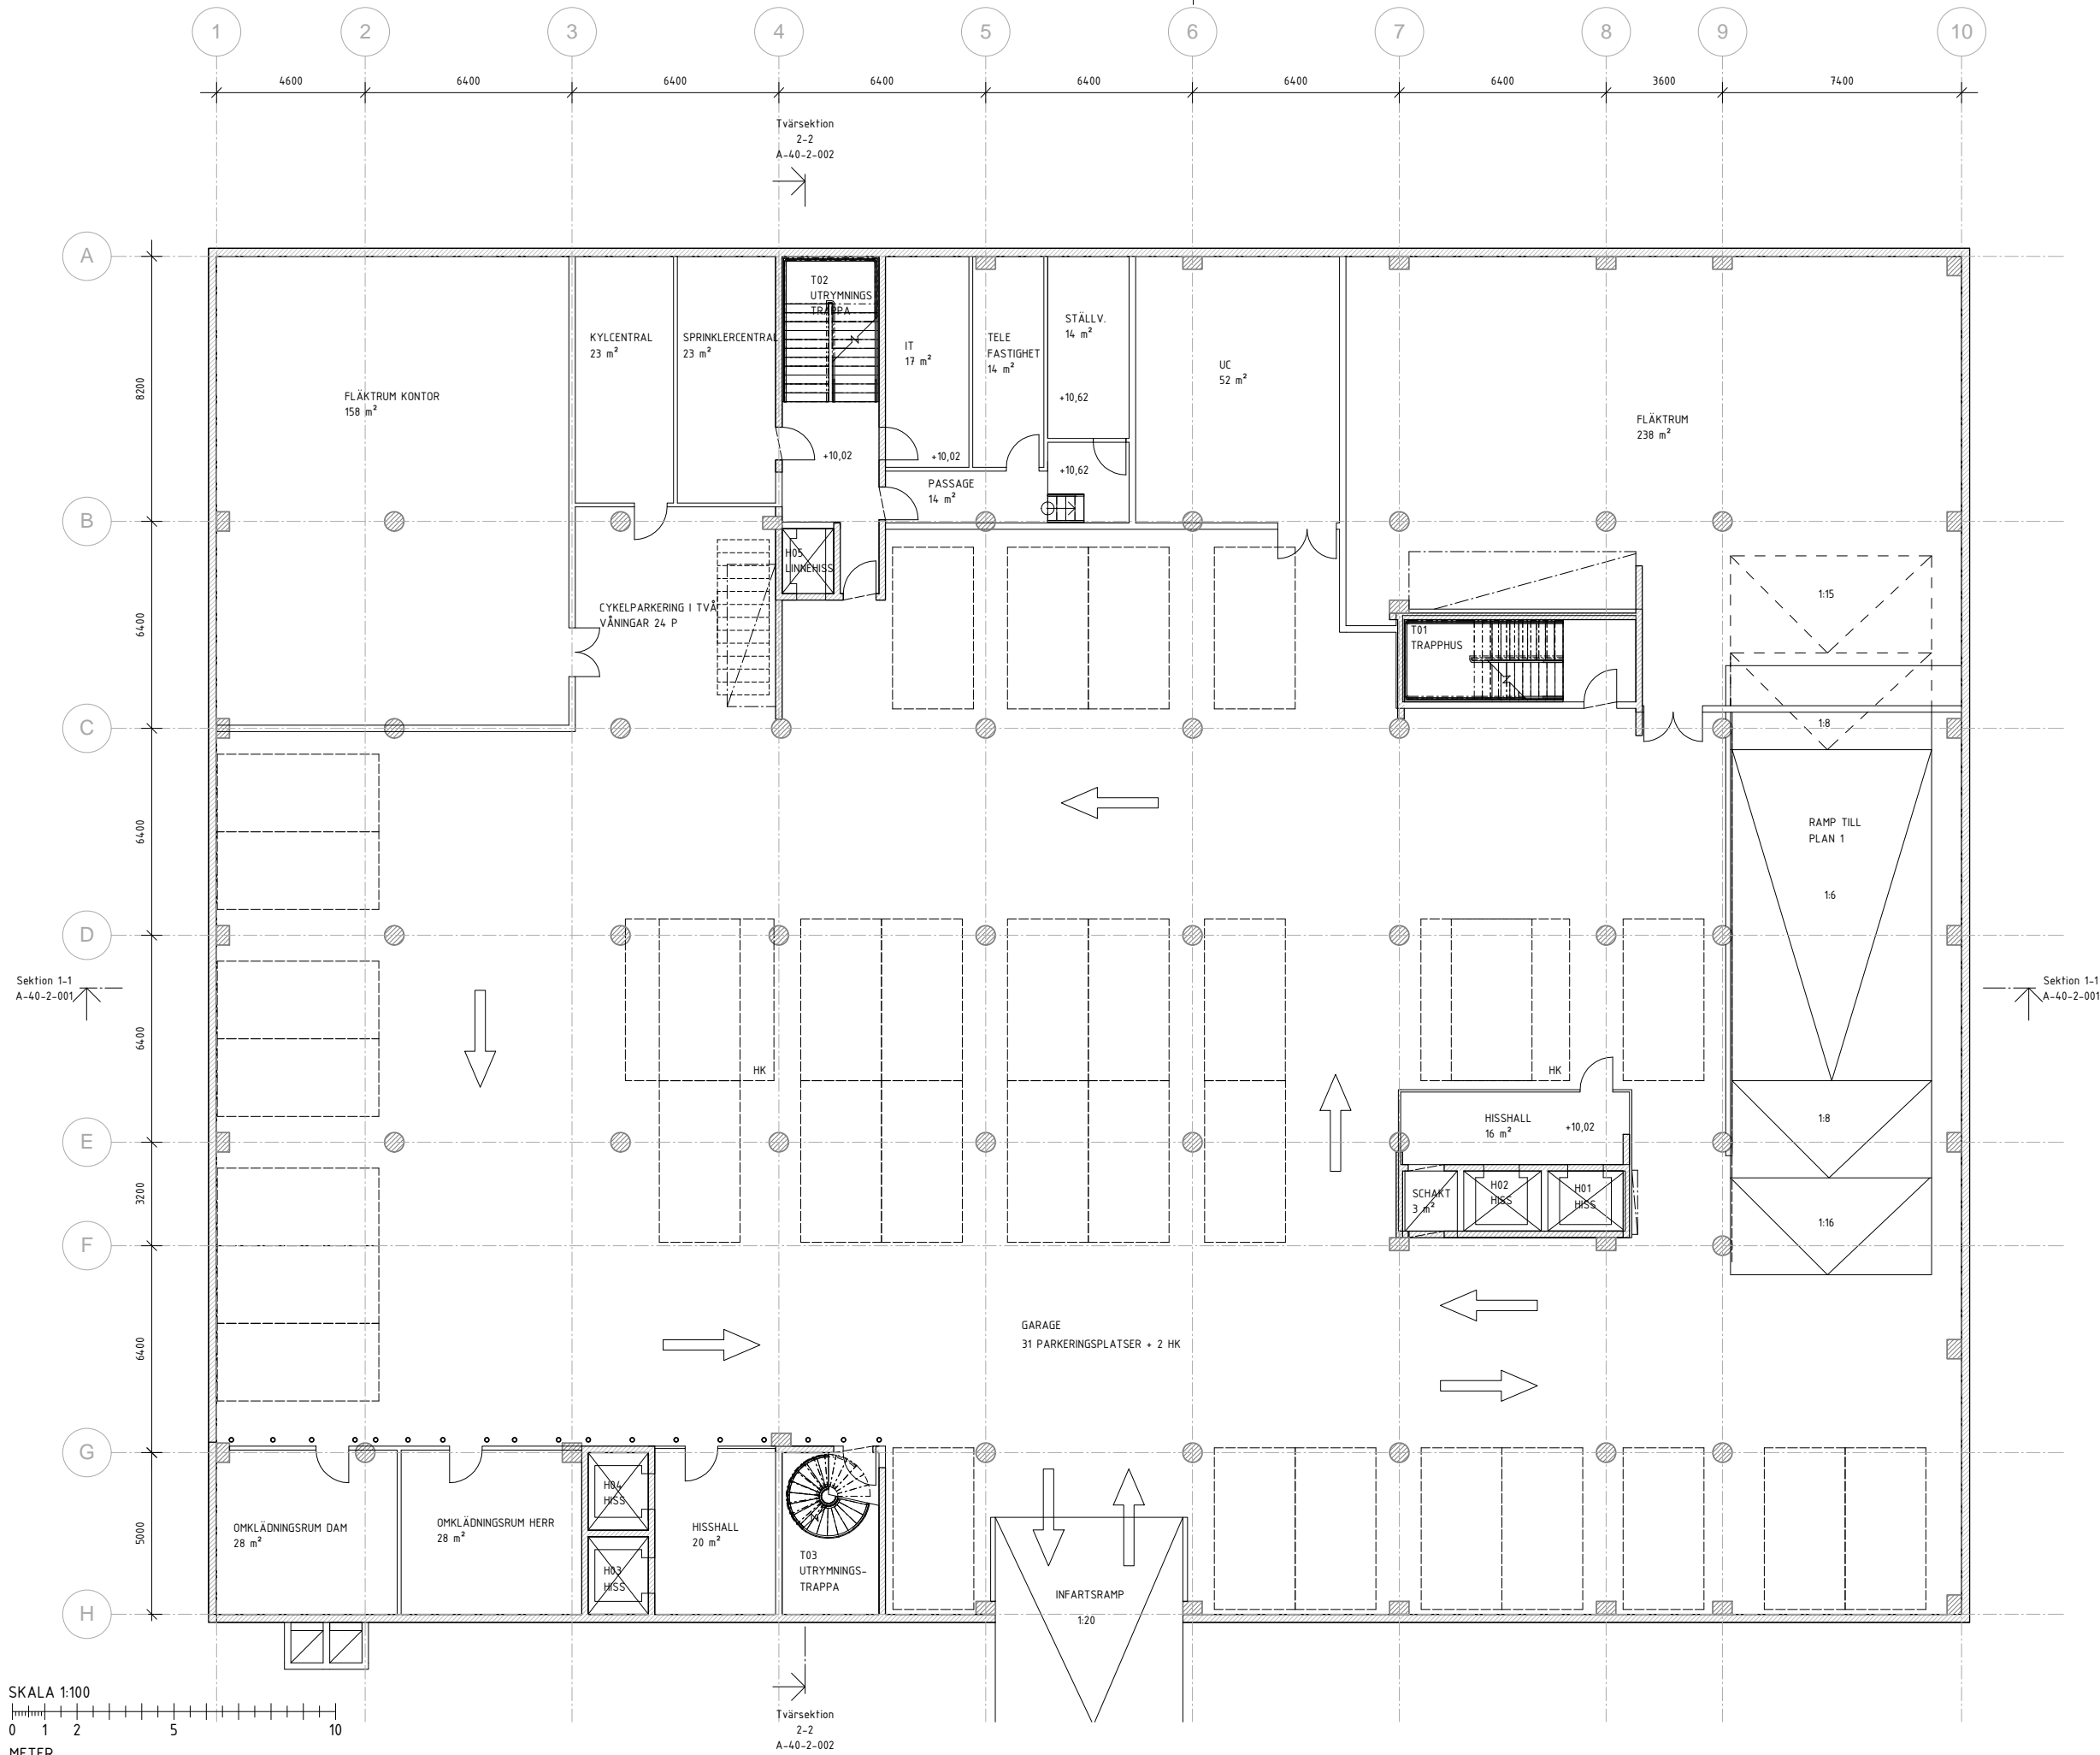 1 2 3 4 5 6 7 8 9 10
4600 6400 6400 6400 6400 6400 6400 3600 7400
Tvärsektion
2-2
A-40-2-002
A
B
C
D
E
F
G
H
8200
6400
6400
6400
3200
6400
5000
FLÄKTRUM KONTOR
158 m²
KYLCENTRAL
23 m²
SPRINKLERCENTRAL
23 m²
T02
UTRYMNINGS
TRAPPA
+10,02
IT
17 m²
+10,02
TELE
FASTIGHET
14 m²
STÄLLV.
14 m²
+10,62
+10,62
PASSAGE
14 m²
UC
52 m²
FLÄKTRUM
238 m²
H05
LINNEHISS
CYKELPARKERING I TVÅ
VÅNINGAR 24 P
T01
TRAPPHUS
1:15
1:8
RAMP TILL
PLAN 1
1:6
1:8
1:16
Sektion 1-1
A-40-2-001
Sektion 1-1
A-40-2-001
HK
HK
HISSHALL
16 m²
+10,02
SCHAKT
3 m²
H02
HISS
H01
HISS
GARAGE
31 PARKERINGSPLATSER + 2 HK
OMKLÄDNINGSRUM DAM
28 m²
OMKLÄDNINGSRUM HERR
28 m²
H04
HISS
H03
HISS
HISSHALL
20 m²
T03
UTRYMNINGS-
TRAPPA
INFARTSRAMP
1:20
Tvärsektion
2-2
A-40-2-002
SKALA 1:100
0 1 2 5 10
METER